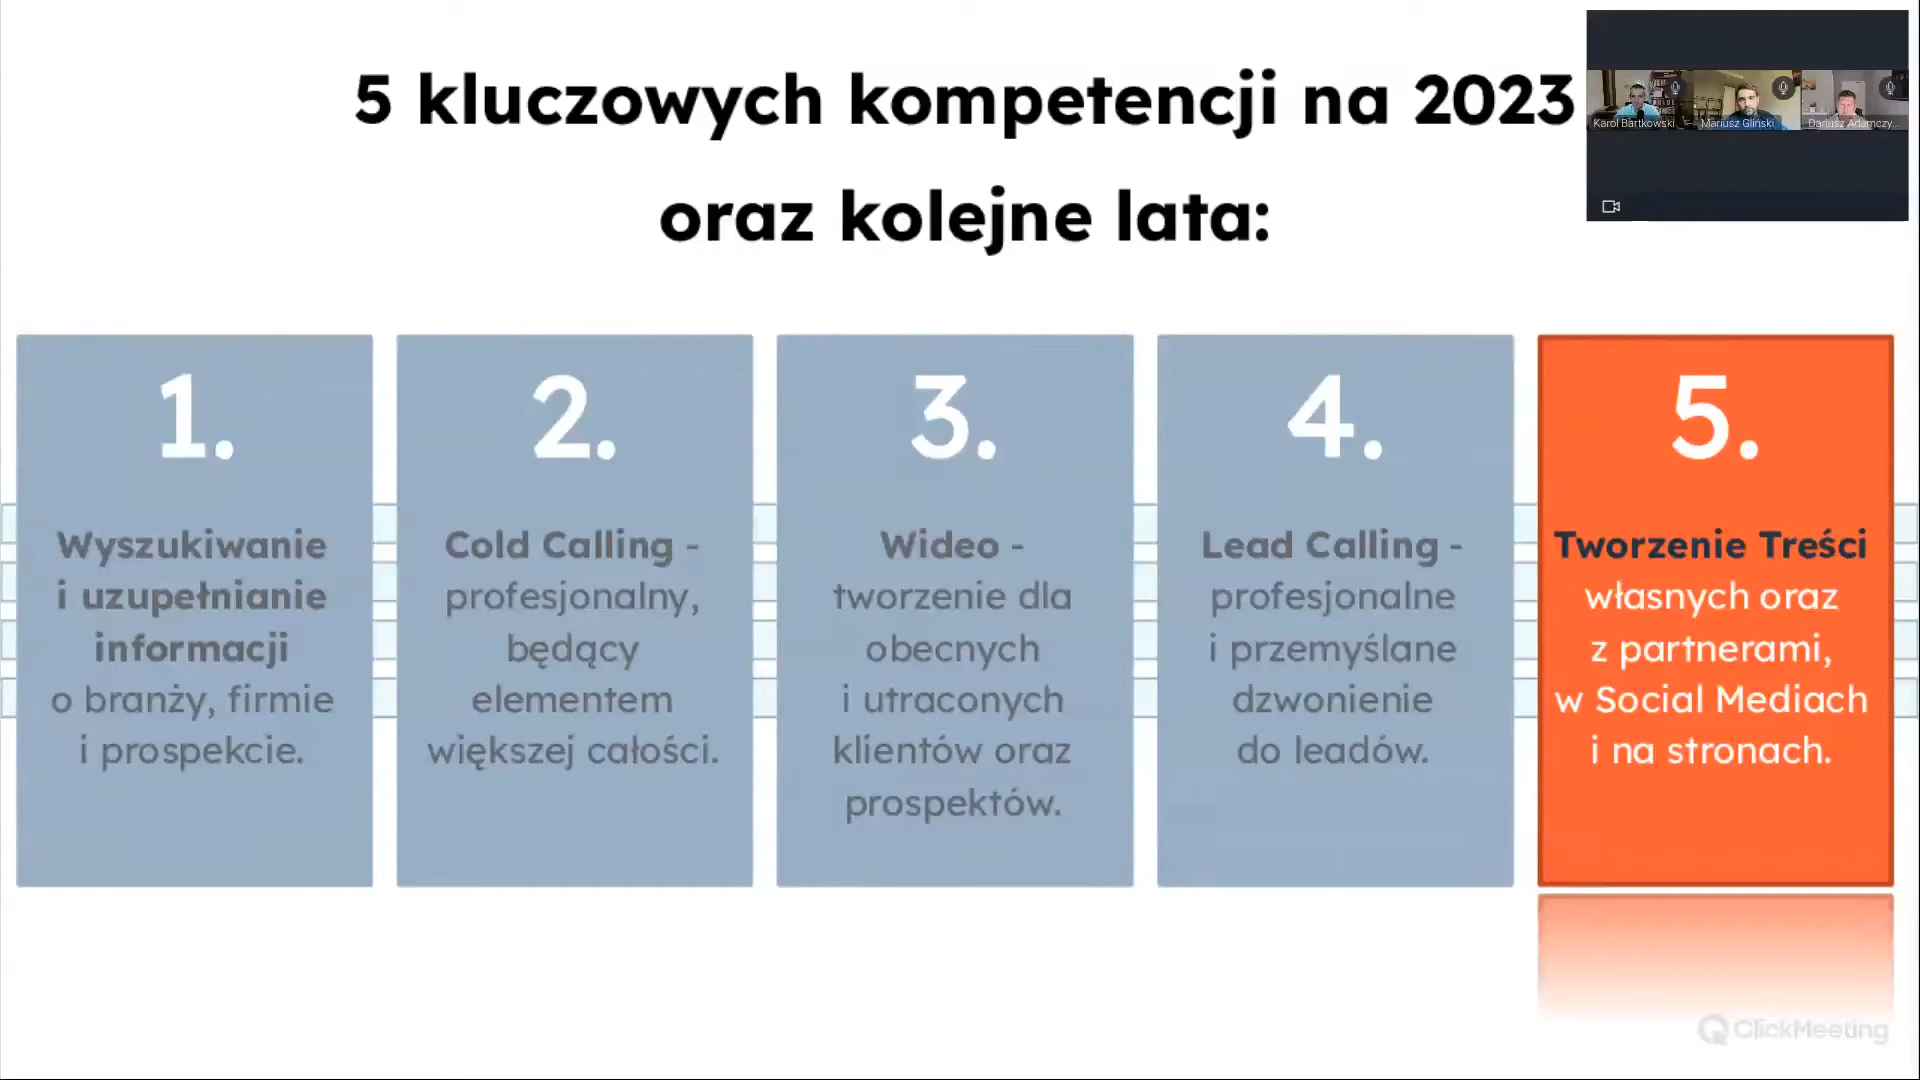 5 kluczowych kompetencji na 2023
oraz kolejne lata:
Karol Bartkowski
Mariusz Gliński
Dariusz Adamczy...
1.
Wyszukiwanie
i uzupełnianie
informacji
o branży, firmie
i prospekcie.
2.
Cold Calling -
profesjonalny,
będący
elementem
większej całości.
3.
Wideo -
tworzenie dla
obecnych
i utraconych
klientów oraz
prospektów.
4.
Lead Calling -
profesjonalne
i przemyślane
dzwonienie
do leadów.
5.
Tworzenie Treści
własnych oraz
z partnerami,
w Social Mediach
i na stronach.
ClickMeeting